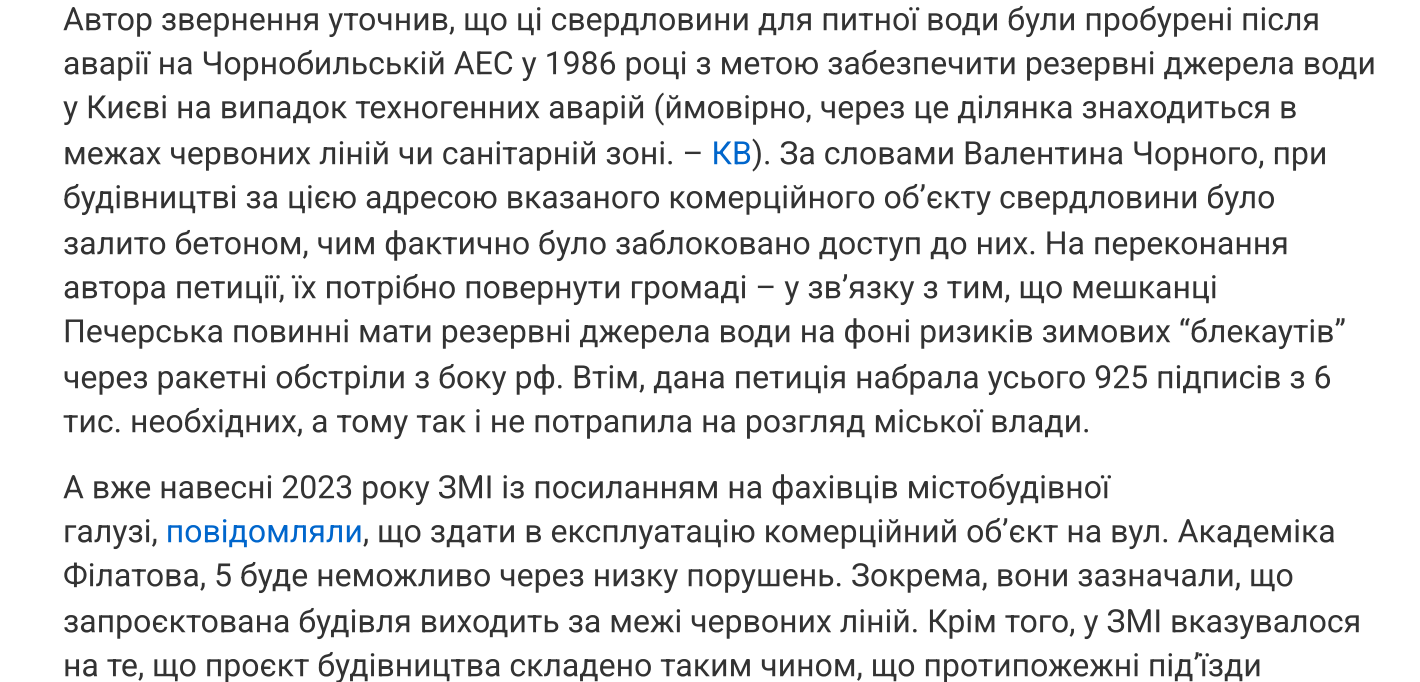 Автор звернення уточнив, що ці свердловини для питної води були пробурені після
аварії на Чорнобильській АЕС у 1986 році з метою забезпечити резервні джерела води
у Києві на випадок техногенних аварій (ймовірно, через це ділянка знаходиться в
межах червоних ліній чи санітарній зоні. – КВ). За словами Валентина Чорного, при
будівництві за цією адресою вказаного комерційного об’єкту свердловини було
залито бетоном, чим фактично було заблоковано доступ до них. На переконання
автора петиції, їх потрібно повернути громаді – у зв’язку з тим, що мешканці
Печерська повинні мати резервні джерела води на фоні ризиків зимових “блекаутів”
через ракетні обстріли з боку рф. Втім, дана петиція набрала усього 925 підписів з 6
тис. необхідних, а тому так і не потрапила на розгляд міської влади.
А вже навесні 2023 року ЗМІ із посиланням на фахівців містобудівної
галузі, повідомляли, що здати в експлуатацію комерційний об’єкт на вул. Академіка
Філатова, 5 буде неможливо через низку порушень. Зокрема, вони зазначали, що
запроєктована будівля виходить за межі червоних ліній. Крім того, у ЗМІ вказувалося
на те, що проєкт будівництва складено таким чином, що протипожежні під’їзди